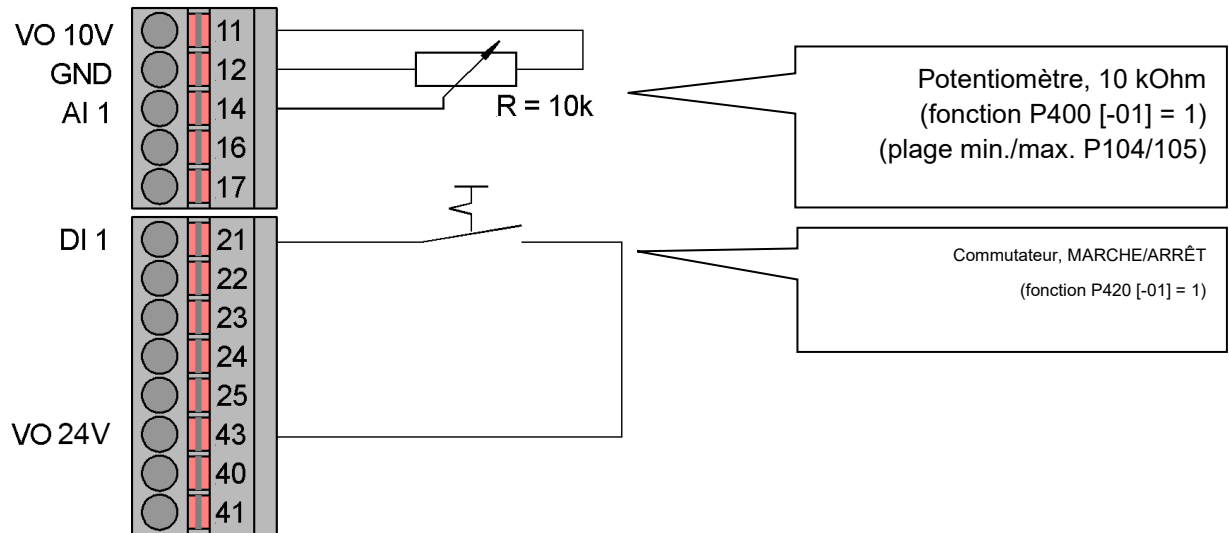 VO 10V 11
GND 12
AI 1 14
R = 10k
16
17
Potentiomètre, 10 kOhm
(fonction P400 [-01] = 1)
(plage min./max. P104/105)
DI 1 21
22
23
24
25
VO 24V 43
40
41
Commutateur, MARCHE/ARRÊT
(fonction P420 [-01] = 1)